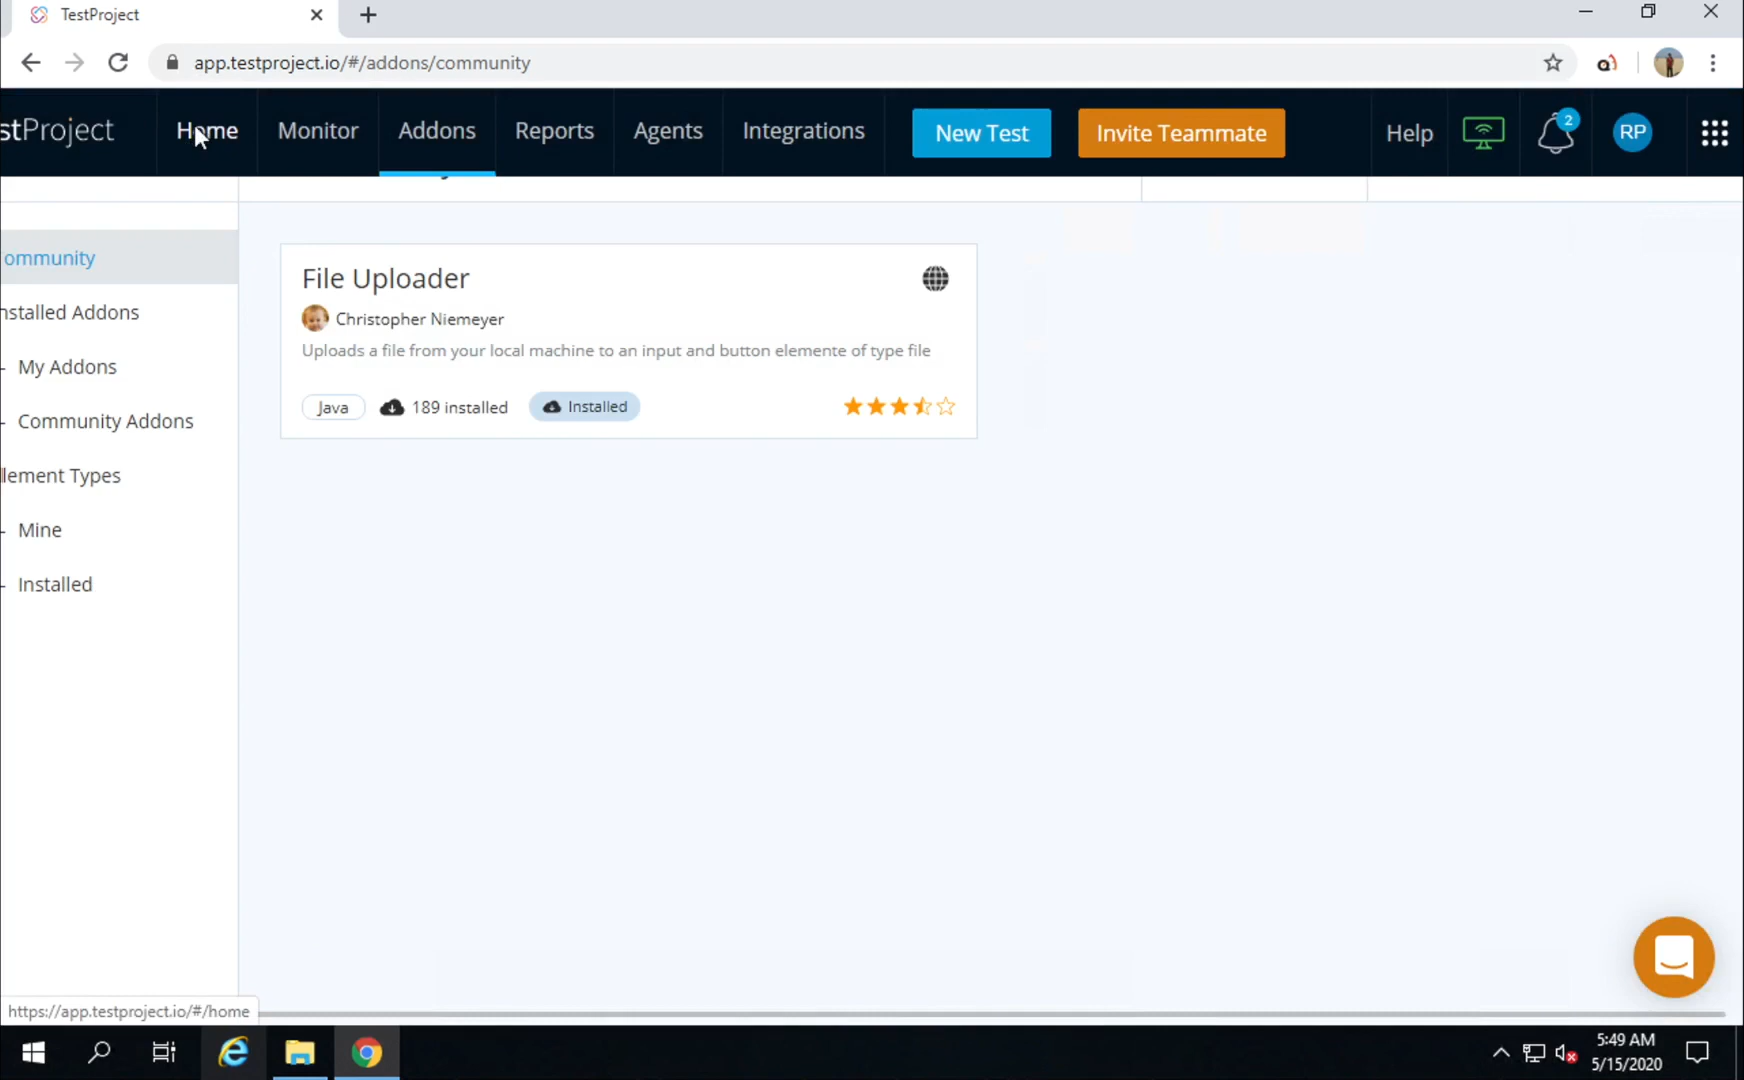 TestProject
app.testproject.io/#/addons/community
stProject
Home
Monitor
Addons
Reports
Agents
Integrations
New Test
Invite Teammate
Help
2
RP
ommunity
nstalled Addons
- My Addons
- Community Addons
lement Types
- Mine
- Installed
File Uploader
Christopher Niemeyer
Uploads a file from your local machine to an input and button elemente of type file
Java
189 installed
Installed
https://app.testproject.io/#/home
5:49 AM
5/15/2020